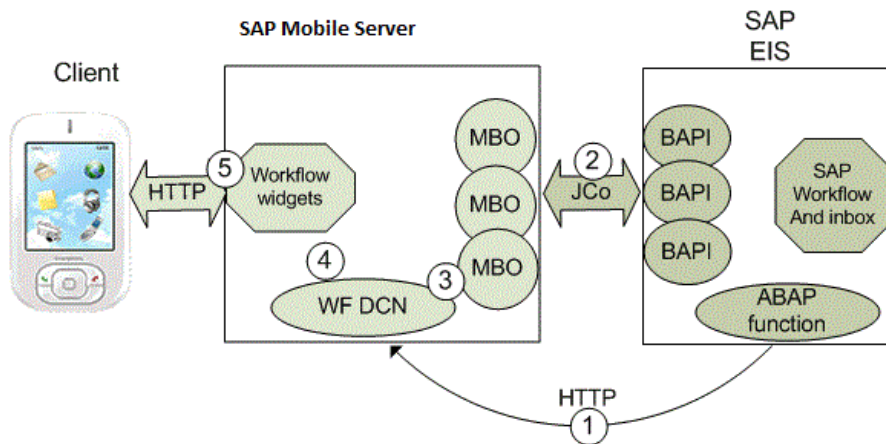 SAP Mobile Server
SAP
EIS
Client
MBO
MBO
MBO
BAPI
BAPI
BAPI
2
JCo
5
HTTP
Workflow
widgets
SAP
Workflow
And inbox
4
3
WF DCN
ABAP
function
HTTP
1